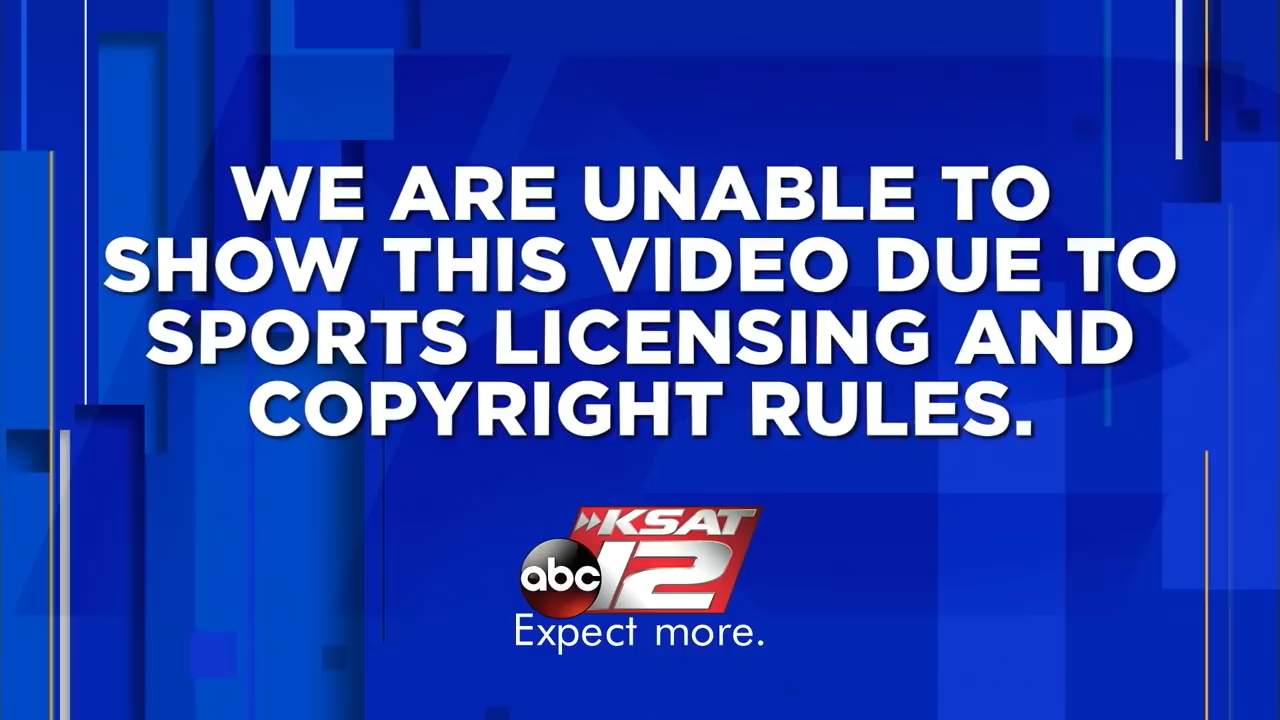 WE ARE UNABLE TO
SHOW THIS VIDEO DUE TO
SPORTS LICENSING AND
COPYRIGHT RULES.
KSAT
abc 12
Expect more.